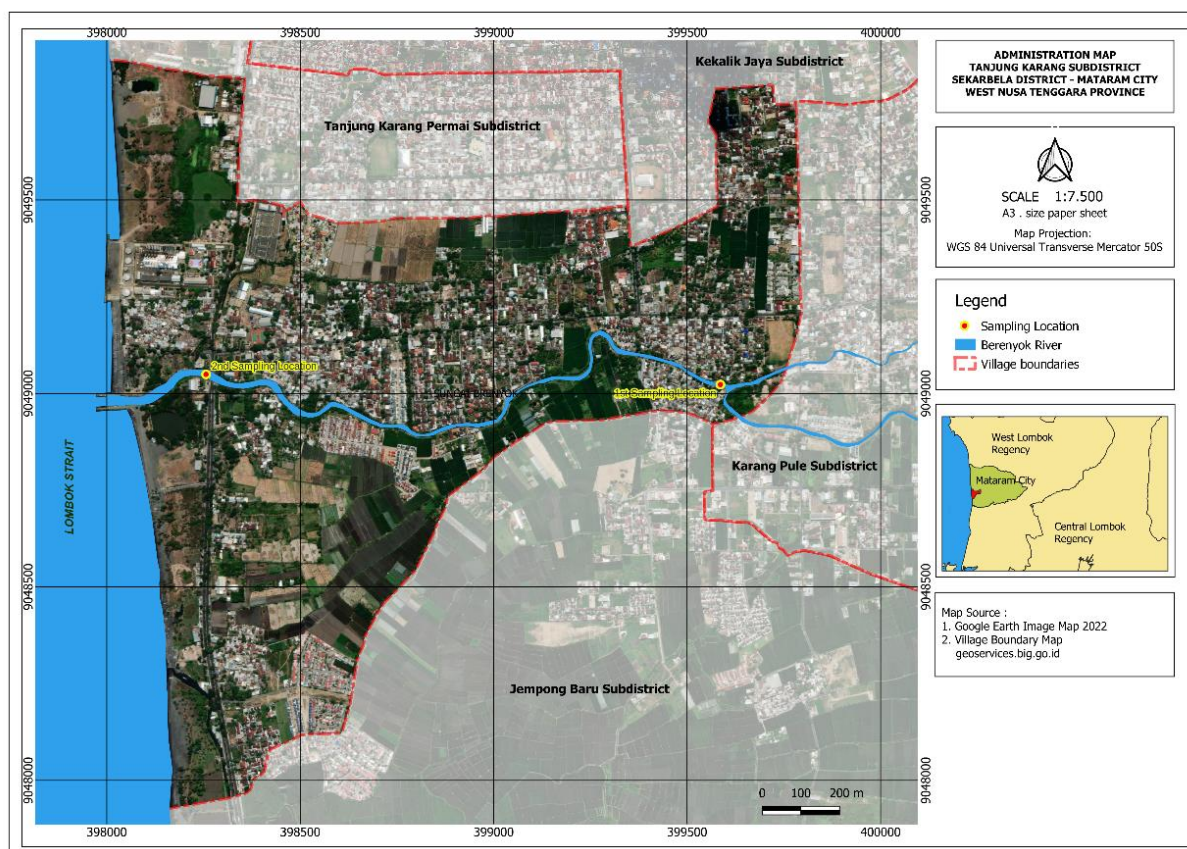 398000
398500
399000
399500
400000
Kekalik Jaya Subdistrict
Tanjung Karang Permai Subdistrict
9049500
9049500
2nd Sampling Location
1st Sampling Location
9049000
9049000
Karang Pule Subdistrict
LOMBOK STRAIT
9048500
9048500
Jempong Baru Subdistrict
9048000
9048000
0 100 200 m
398000
398500
399000
399500
400000
ADMINISTRATION MAP
TANJUNG KARANG SUBDISTRICT
SEKARBELA DISTRICT - MATARAM CITY
WEST NUSA TENGGARA PROVINCE
SCALE 1:7.500
A3 . size paper sheet
Map Projection:
WGS 84 Universal Transverse Mercator 50S
Legend
Sampling Location
Berenyok River
Village boundaries
West Lombok
Regency
Mataram City
Central Lombok
Regency
Map Source :
1. Google Earth Image Map 2022
2. Village Boundary Map
geoservices.big.go.id